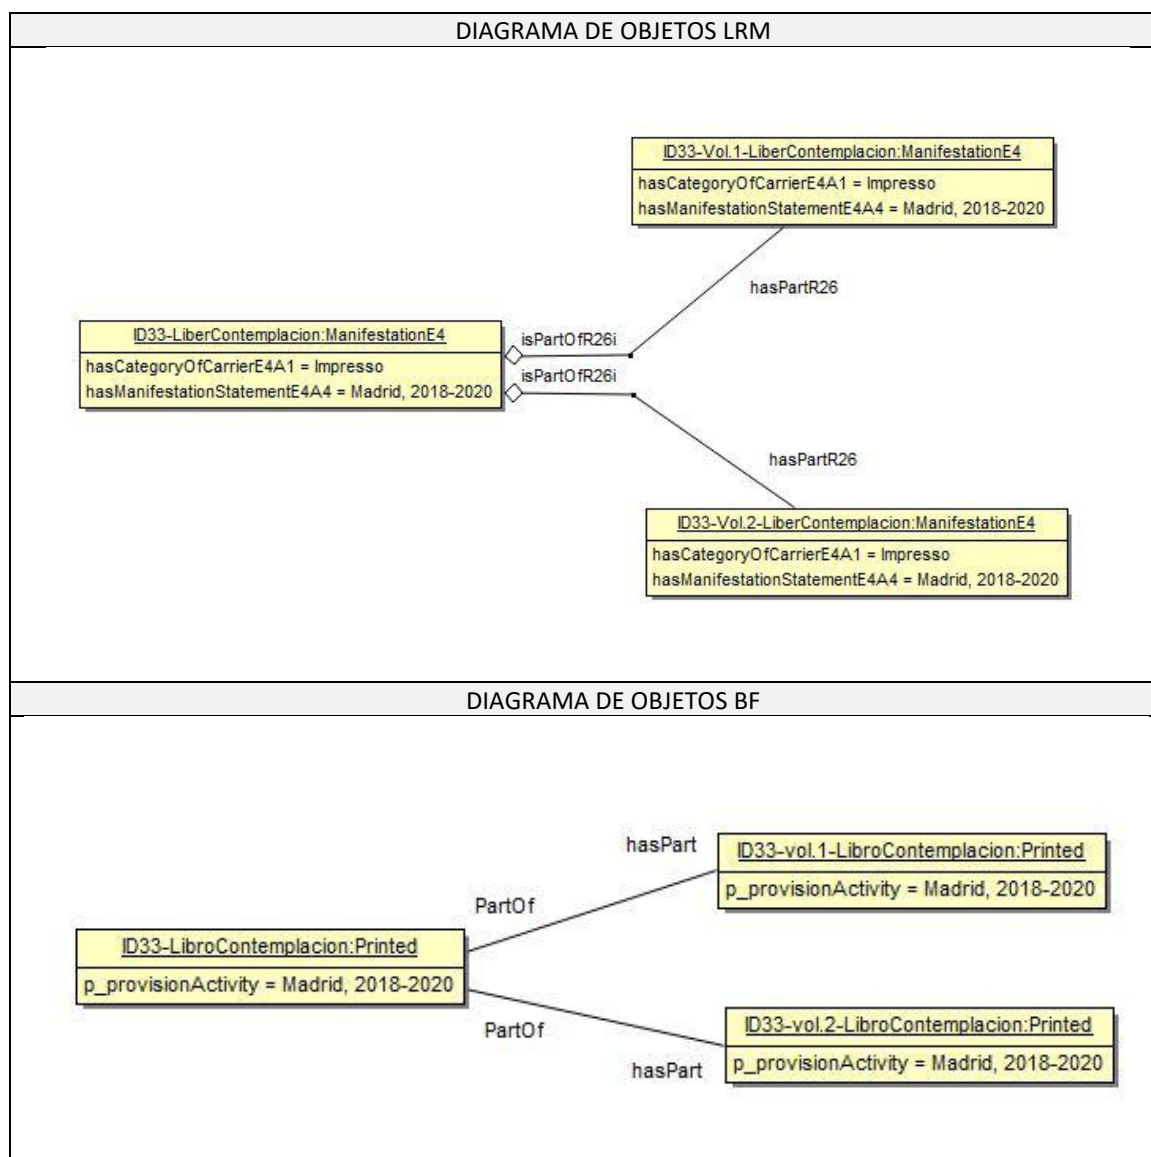 DIAGRAMA DE OBJETOS LRM
ID33-Vol.1-LiberContemplacion:ManifestationE4
hasCategoryOfCarrierE4A1 = Impresso
hasManifestationStatementE4A4 = Madrid, 2018-2020
hasPartR26
ID33-LiberContemplacion:ManifestationE4
hasCategoryOfCarrierE4A1 = Impresso
hasManifestationStatementE4A4 = Madrid, 2018-2020
isPartOfR26i
isPartOfR26i
hasPartR26
ID33-Vol.2-LiberContemplacion:ManifestationE4
hasCategoryOfCarrierE4A1 = Impresso
hasManifestationStatementE4A4 = Madrid, 2018-2020
DIAGRAMA DE OBJETOS BF
hasPart
ID33-vol.1-LibroContemplacion:Printed
p_provisionActivity = Madrid, 2018-2020
PartOf
ID33-LibroContemplacion:Printed
p_provisionActivity = Madrid, 2018-2020
PartOf
ID33-vol.2-LibroContemplacion:Printed
p_provisionActivity = Madrid, 2018-2020
hasPart